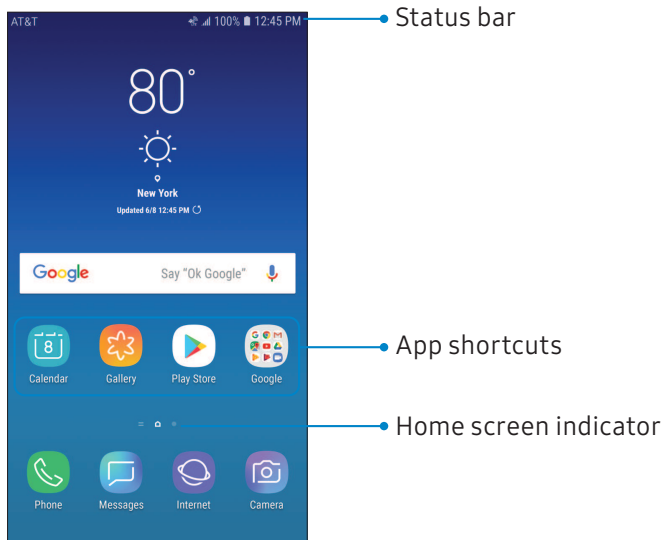 AT&T 100% 12:45 PM
Status bar
80°
New York
Updated 6/8 12:45 PM
Google Say "Ok Google"
8
App shortcuts
Calendar Gallery Play Store Google
Home screen indicator
Phone Messages Internet Camera